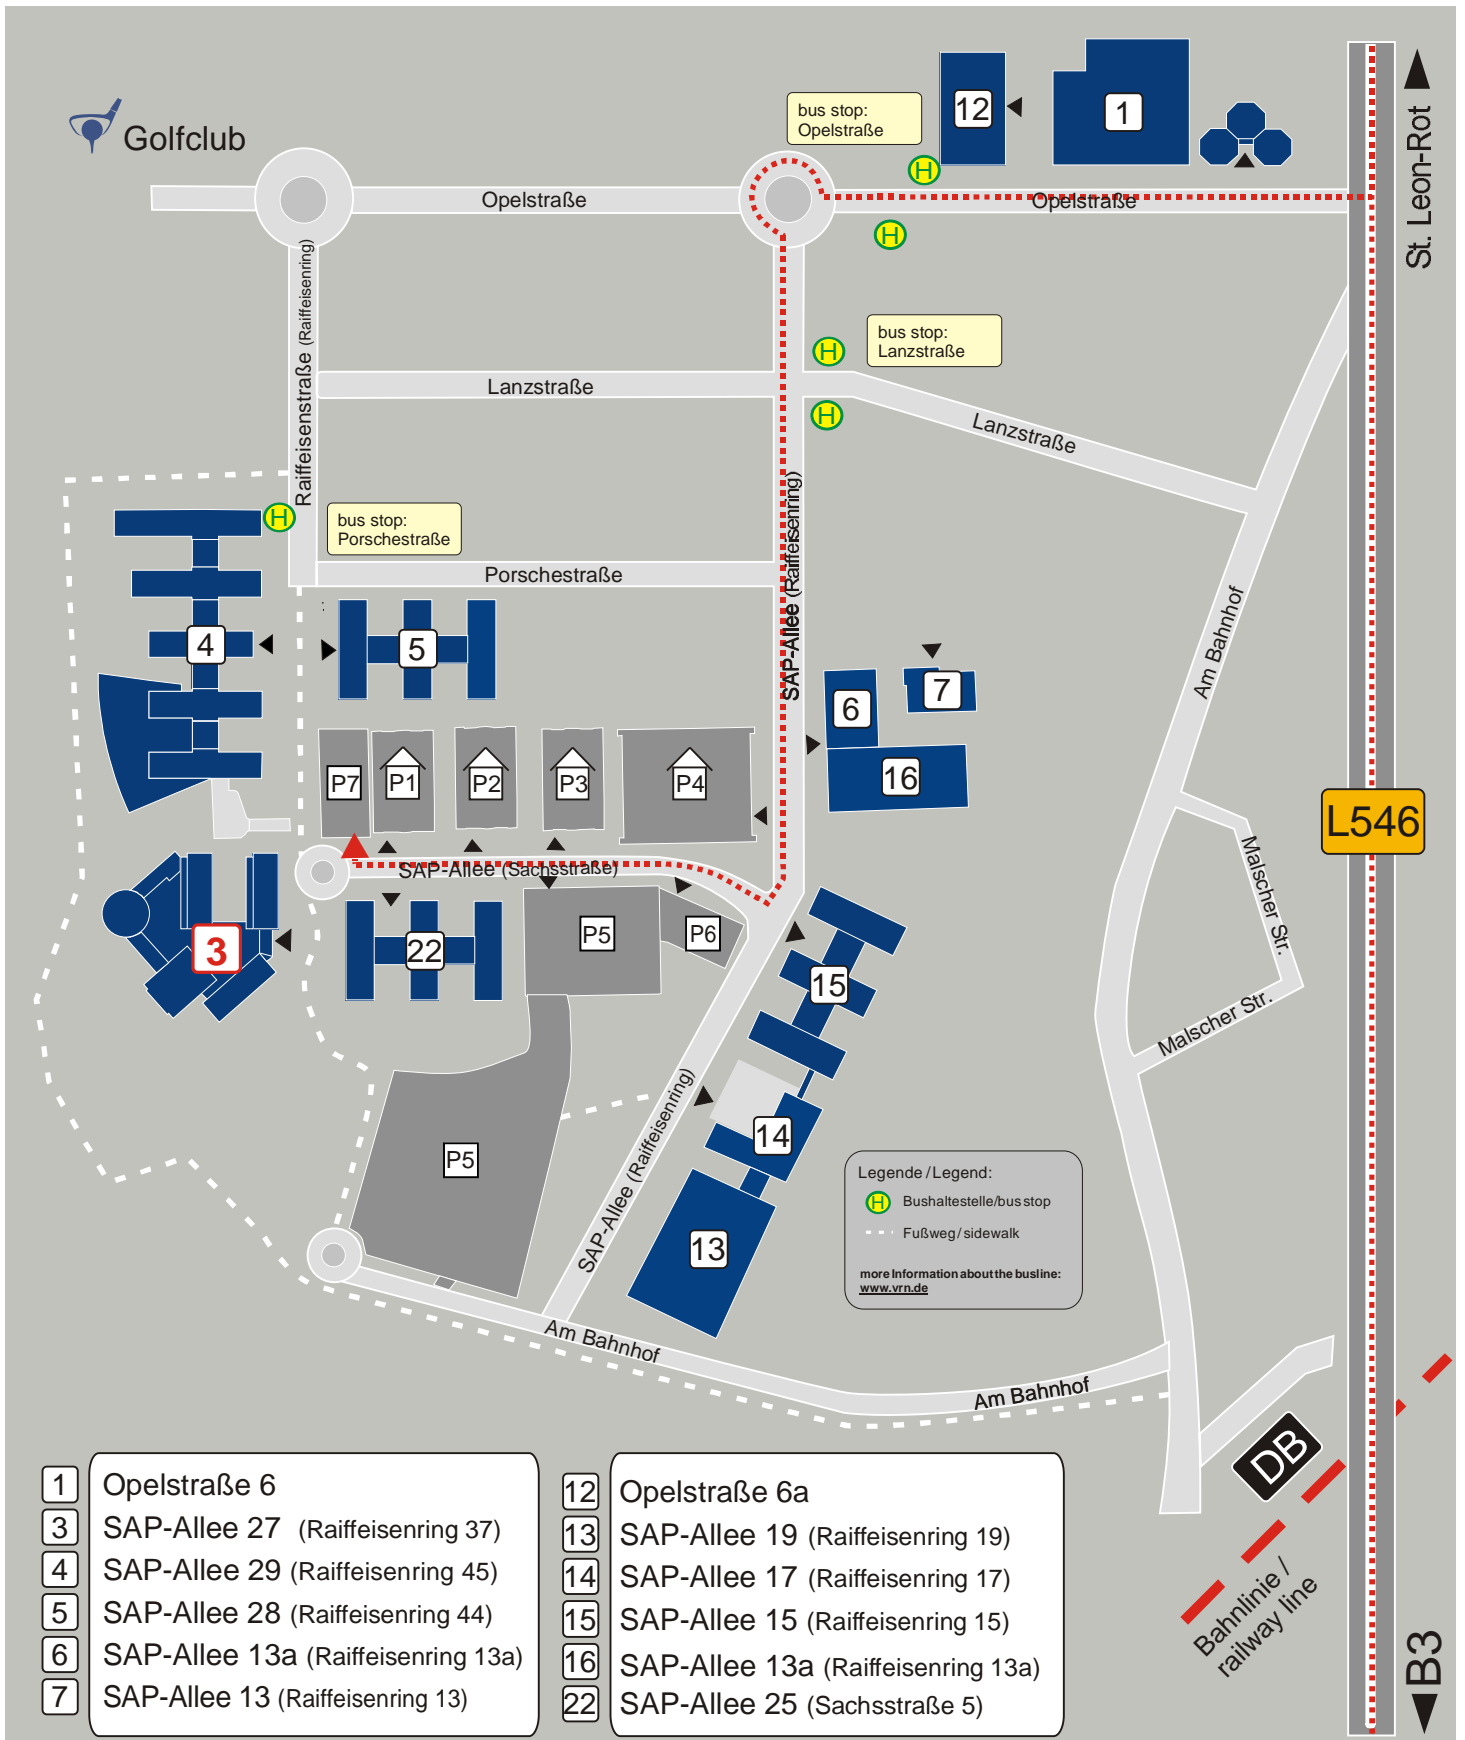 Golfclub
bus stop:
Opelstraße
12
1
St. Leon-Rot
H
H
Opelstraße
Opelstraße
Raiffeisenstraße (Raiffeisenring)
bus stop:
Lanzstraße
H
H
Lanzstraße
Lanzstraße
SAP-Allee (Raiffeisenring)
H
bus stop:
Porschestraße
Porschestraße
Am Bahnhof
4
5
6
7
16
P7
P1
P2
P3
P4
L546
Malscher Str.
Malscher Str.
SAP-Allee (Sachsstraße)
3
22
P5
P6
15
14
13
P5
SAP-Allee (Raiffeisenring)
Legende / Legend:
H Bushaltestelle/bus stop
Fußweg / sidewalk
more Information about the busline:
www.vrn.de
Am Bahnhof
Am Bahnhof
DB
Bahnlinie /
railway line
B3
1 Opelstraße 6
3 SAP-Allee 27 (Raiffeisenring 37)
4 SAP-Allee 29 (Raiffeisenring 45)
5 SAP-Allee 28 (Raiffeisenring 44)
6 SAP-Allee 13a (Raiffeisenring 13a)
7 SAP-Allee 13 (Raiffeisenring 13)
12 Opelstraße 6a
13 SAP-Allee 19 (Raiffeisenring 19)
14 SAP-Allee 17 (Raiffeisenring 17)
15 SAP-Allee 15 (Raiffeisenring 15)
16 SAP-Allee 13a (Raiffeisenring 13a)
22 SAP-Allee 25 (Sachsstraße 5)